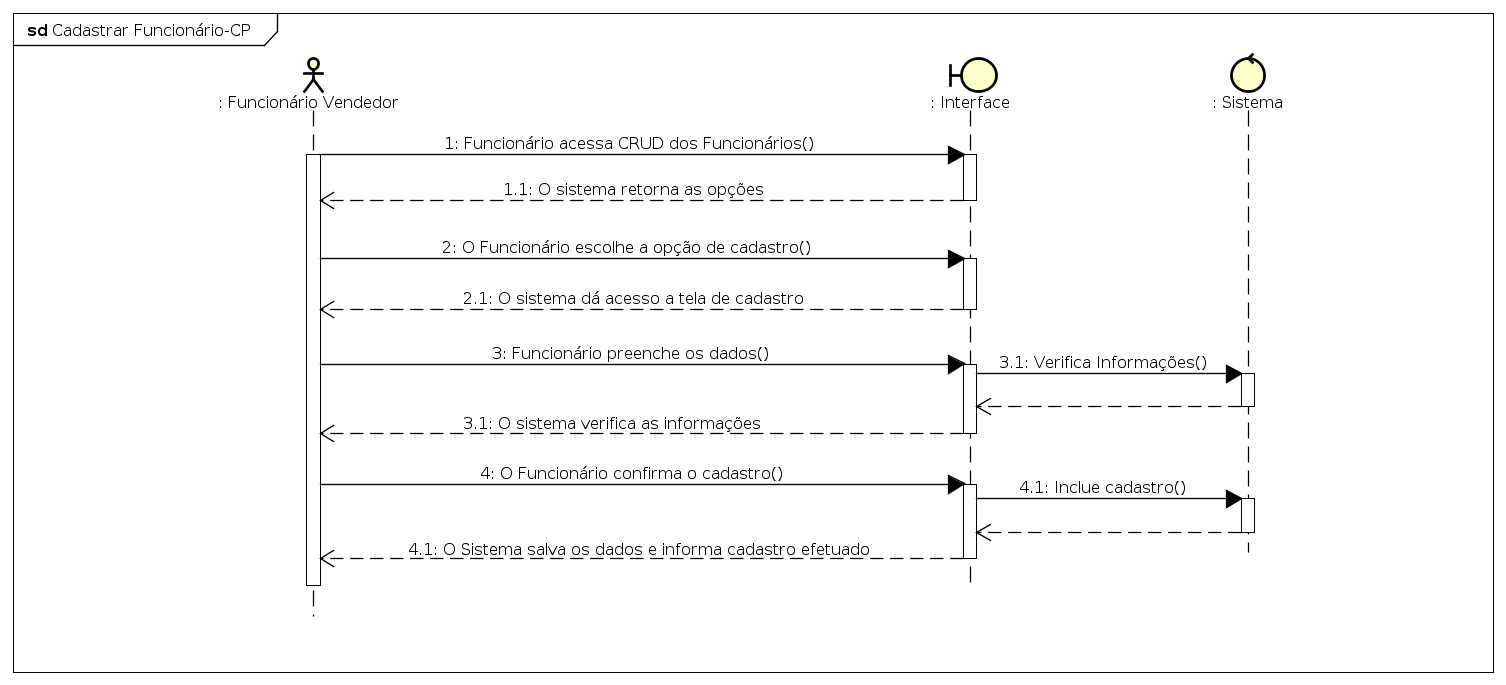 sd Cadastrar Funcionário-CP
: Funcionário Vendedor
: Interface
: Sistema
1: Funcionário acessa CRUD dos Funcionários()
1.1: O sistema retorna as opções
2: O Funcionário escolhe a opção de cadastro()
2.1: O sistema dá acesso a tela de cadastro
3: Funcionário preenche os dados()
3.1: Verifica Informações()
3.1: O sistema verifica as informações
4: O Funcionário confirma o cadastro()
4.1: Inclue cadastro()
4.1: O Sistema salva os dados e informa cadastro efetuado